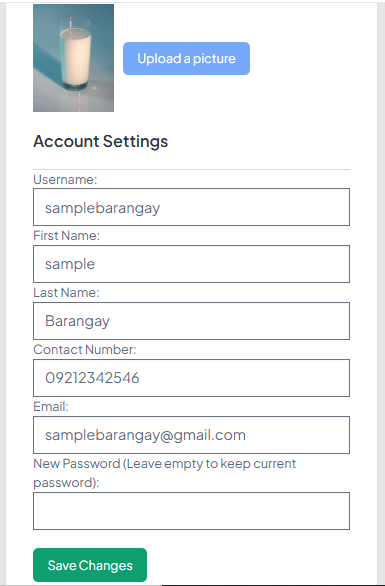 Upload a picture
Account Settings
Username:
samplebarangay
First Name:
sample
Last Name:
Barangay
Contact Number:
09212342546
Email:
samplebarangay@gmail.com
New Password (Leave empty to keep current
password):
Save Changes